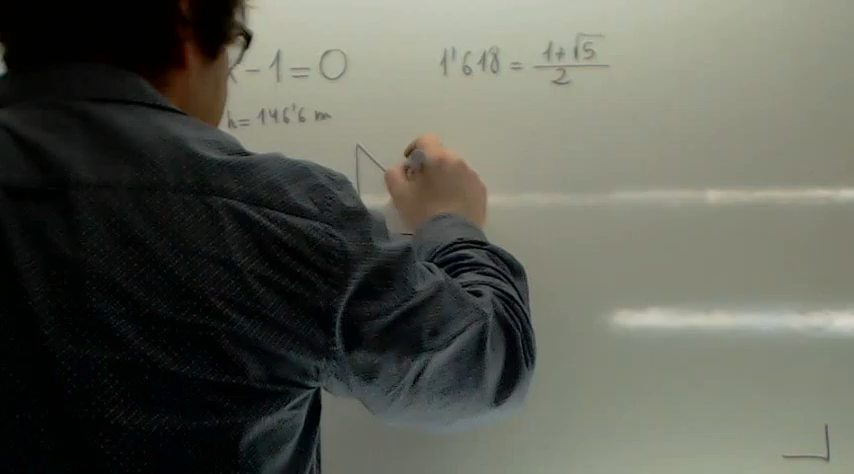 x - 1 = 0
1'618 = (1+√5)/2
h = 146'6 m